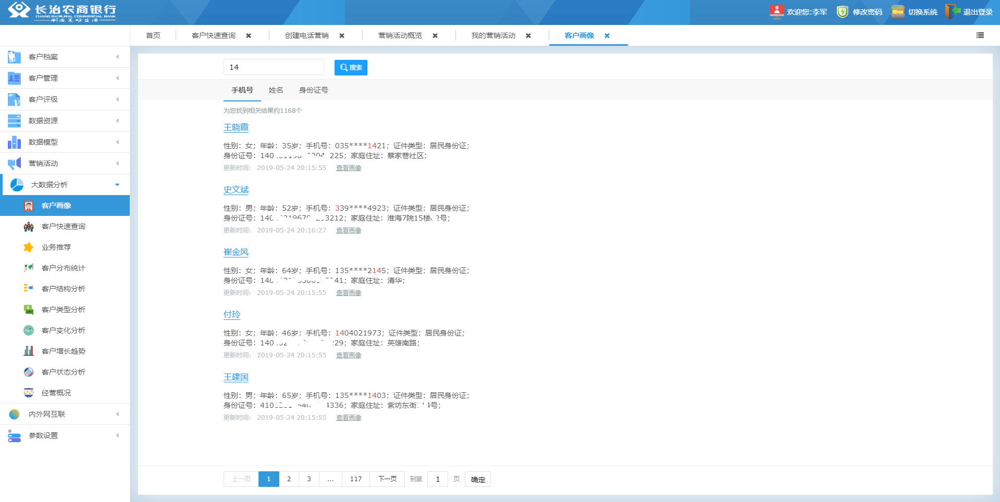 长治农商银行
CHANG ZHI RURAL COMMERCIAL BANK
创造美好生活
欢迎您:李军 修改密码 切换系统 退出登录
首页 客户快速查询 创建电话营销 营销活动概览 我的营销活动 客户画像
客户档案
客户管理
客户评级
数据资源
数据模型
营销活动
大数据分析
客户画像
客户快速查询
业务推荐
客户分布统计
客户结构分析
客户类型分析
客户变化分析
客户增长趋势
客户状态分析
经营概况
内外网互联
参数设置
14 搜索
手机号 姓名 身份证号
为您找到相关结果约1168个
王晓霞
性别：女；年龄：35岁；手机号：035****1421；证件类型：居民身份证；
身份证号：140 225；家庭住址：蔡家巷社区；
更新时间： 2019-05-24 20:15:55 查看画像
史文斌
性别：男；年龄：52岁；手机号：339****4923；证件类型：居民身份证；
身份证号：140 3212；家庭住址：淮海7院15楼 号；
更新时间： 2019-05-24 20:16:27 查看画像
崔金风
性别：女；年龄：64岁；手机号：135****2145；证件类型：居民身份证；
身份证号：140 41；家庭住址：清华；
更新时间： 2019-05-24 20:15:55 查看画像
付玲
性别：女；年龄：46岁；手机号：1404021973；证件类型：居民身份证；
身份证号：140 229；家庭住址：英雄南路；
更新时间： 2019-05-24 20:15:55 查看画像
王建国
性别：男；年龄：65岁；手机号：135****1403；证件类型：居民身份证；
身份证号：410 4336；家庭住址：紫坊东街 号；
更新时间： 2019-05-24 20:15:55 查看画像
上一页 1 2 3 ... 117 下一页 到第 1 页 确定